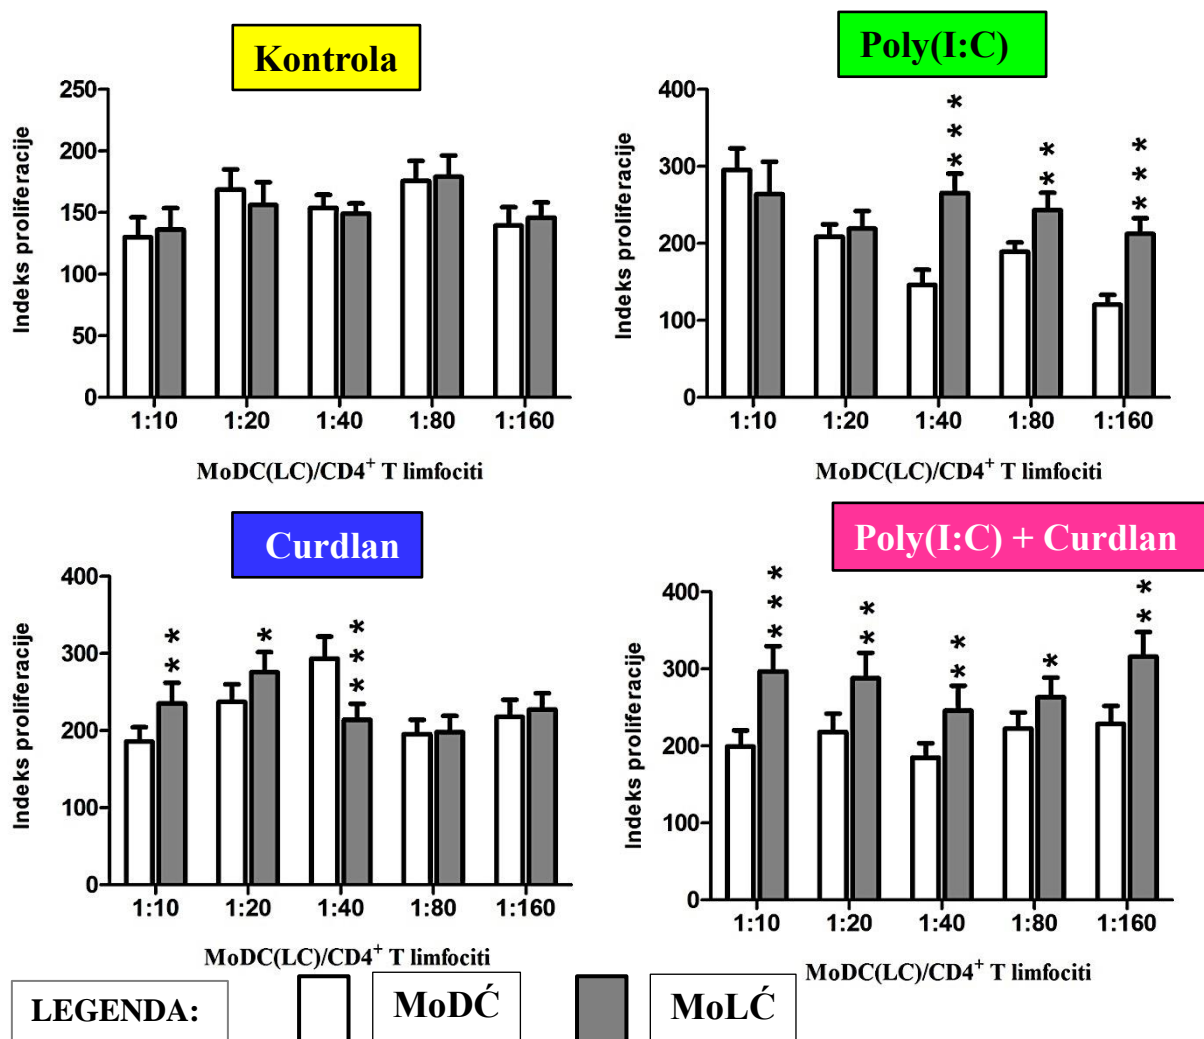 Kontrola
Indeks proliferacije
250
200
150
100
50
0
1:10 1:20 1:40 1:80 1:160
MoDC(LC)/CD4⁺ T limfociti
Poly(I:C)
Indeks proliferacije
400
300
200
100
0
* * *
* *
* * *
1:10 1:20 1:40 1:80 1:160
MoDC(LC)/CD4⁺ T limfociti
Curdlan
Indeks proliferacije
400
300
200
100
0
* *
*
* * *
1:10 1:20 1:40 1:80 1:160
MoDC(LC)/CD4⁺ T limfociti
Poly(I:C) + Curdlan
Indeks proliferacije
400
300
200
100
0
* * *
* *
* *
*
* *
1:10 1:20 1:40 1:80 1:160
MoDC(LC)/CD4⁺ T limfociti
LEGENDA:
MoDĆ
MoLĆ